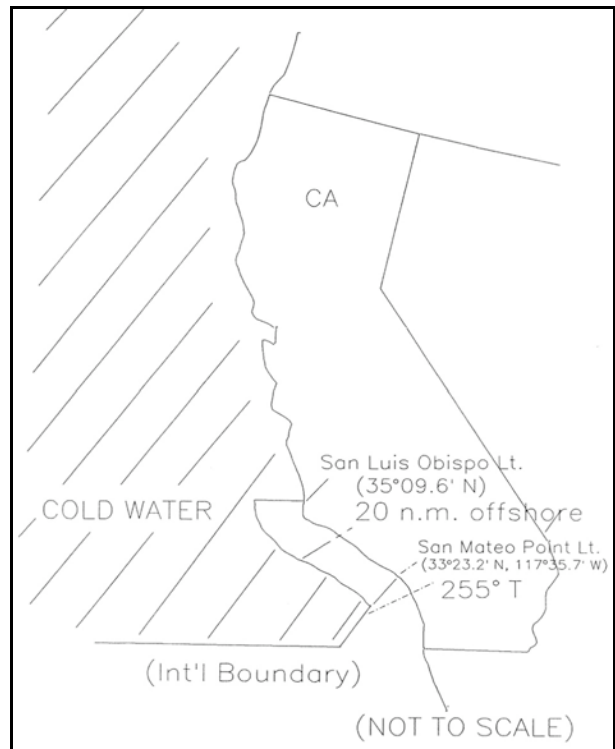 CA
San Luis Obispo Lt.
(35°09.6' N)
COLD WATER
20 n.m. offshore
San Mateo Point Lt.
(33°23.2' N, 117°35.7' W)
255° T
(Int'l Boundary)
(NOT TO SCALE)